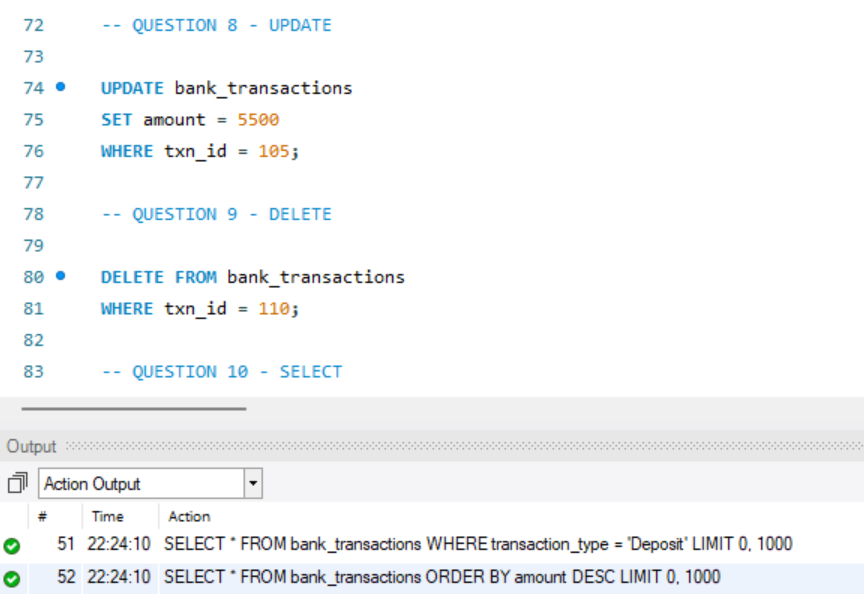 72 -- QUESTION 8 - UPDATE
73
74 UPDATE bank_transactions
75 SET amount = 5500
76 WHERE txn_id = 105;
77
78 -- QUESTION 9 - DELETE
79
80 DELETE FROM bank_transactions
81 WHERE txn_id = 110;
82
83 -- QUESTION 10 - SELECT
Output
Action Output
# Time Action
51 22:24:10 SELECT * FROM bank_transactions WHERE transaction_type = 'Deposit' LIMIT 0, 1000
52 22:24:10 SELECT * FROM bank_transactions ORDER BY amount DESC LIMIT 0, 1000